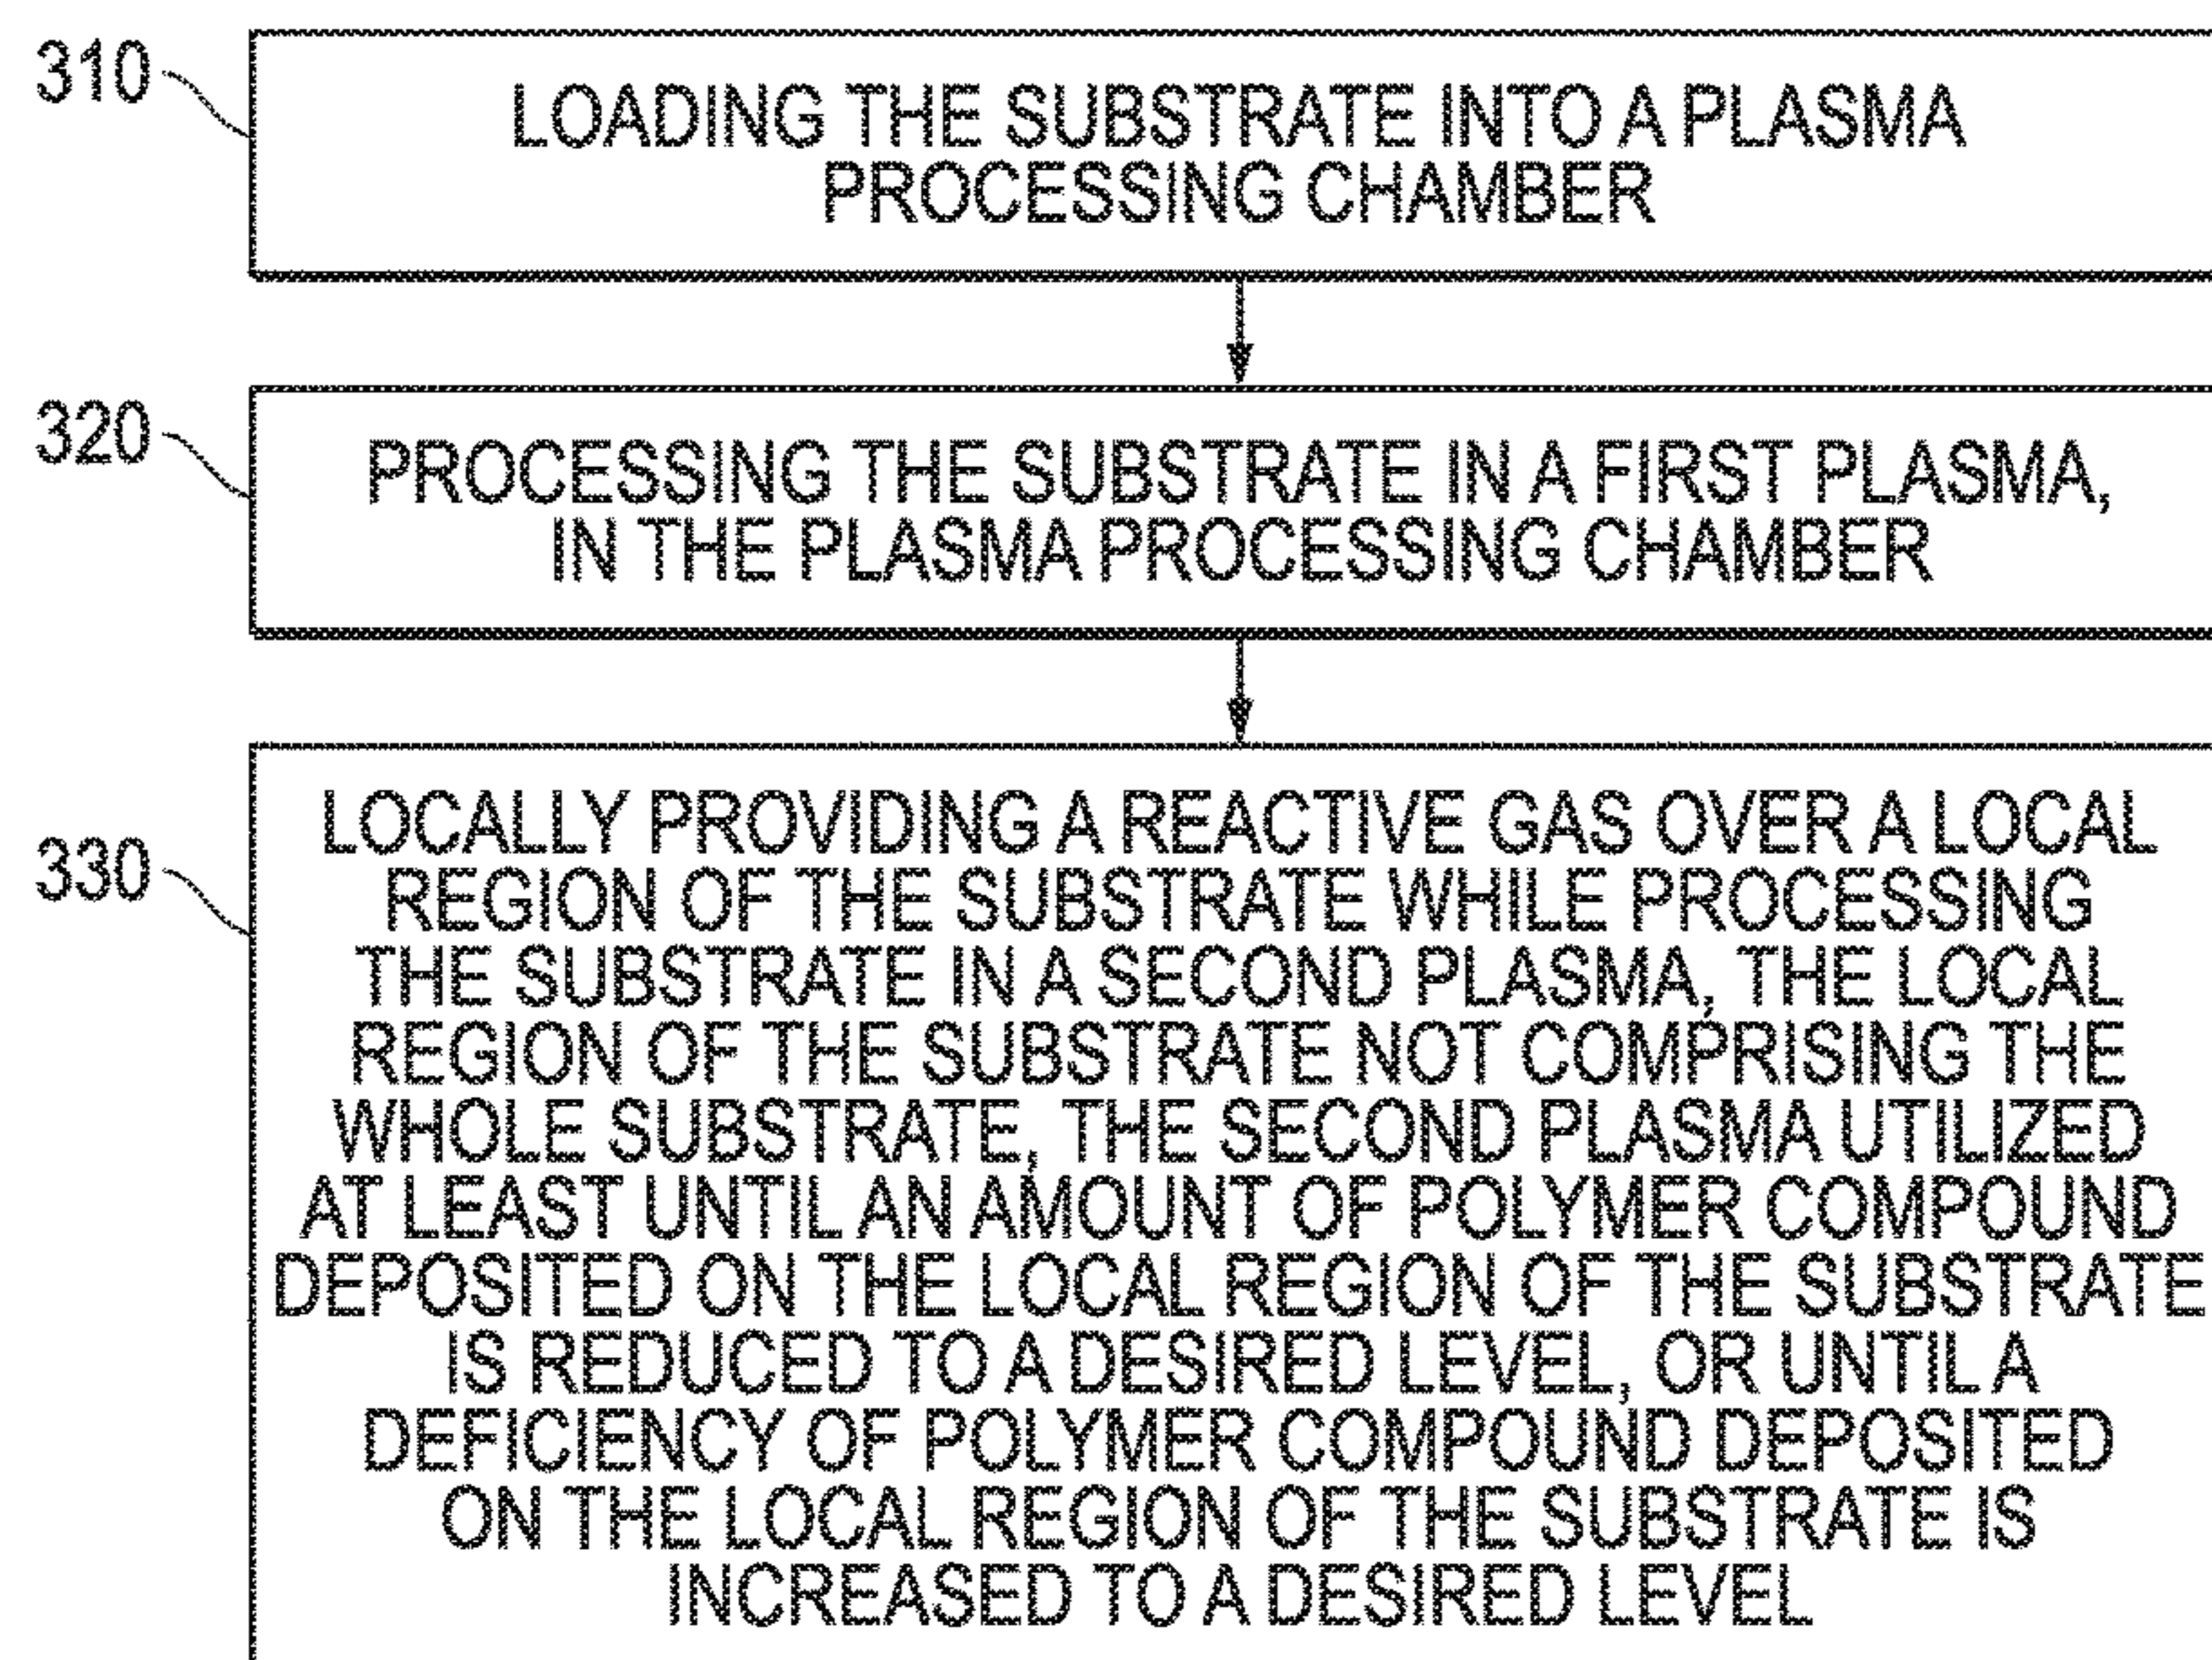 310
LOADING THE SUBSTRATE INTO A PLASMA
PROCESSING CHAMBER
320
PROCESSING THE SUBSTRATE IN A FIRST PLASMA,
IN THE PLASMA PROCESSING CHAMBER
330
LOCALLY PROVIDING A REACTIVE GAS OVER A LOCAL
REGION OF THE SUBSTRATE WHILE PROCESSING
THE SUBSTRATE IN A SECOND PLASMA, THE LOCAL
REGION OF THE SUBSTRATE NOT COMPRISING THE
WHOLE SUBSTRATE, THE SECOND PLASMA UTILIZED
AT LEAST UNTIL AN AMOUNT OF POLYMER COMPOUND
DEPOSITED ON THE LOCAL REGION OF THE SUBSTRATE
IS REDUCED TO A DESIRED LEVEL, OR UNTIL A
DEFICIENCY OF POLYMER COMPOUND DEPOSITED
ON THE LOCAL REGION OF THE SUBSTRATE IS
INCREASED TO A DESIRED LEVEL